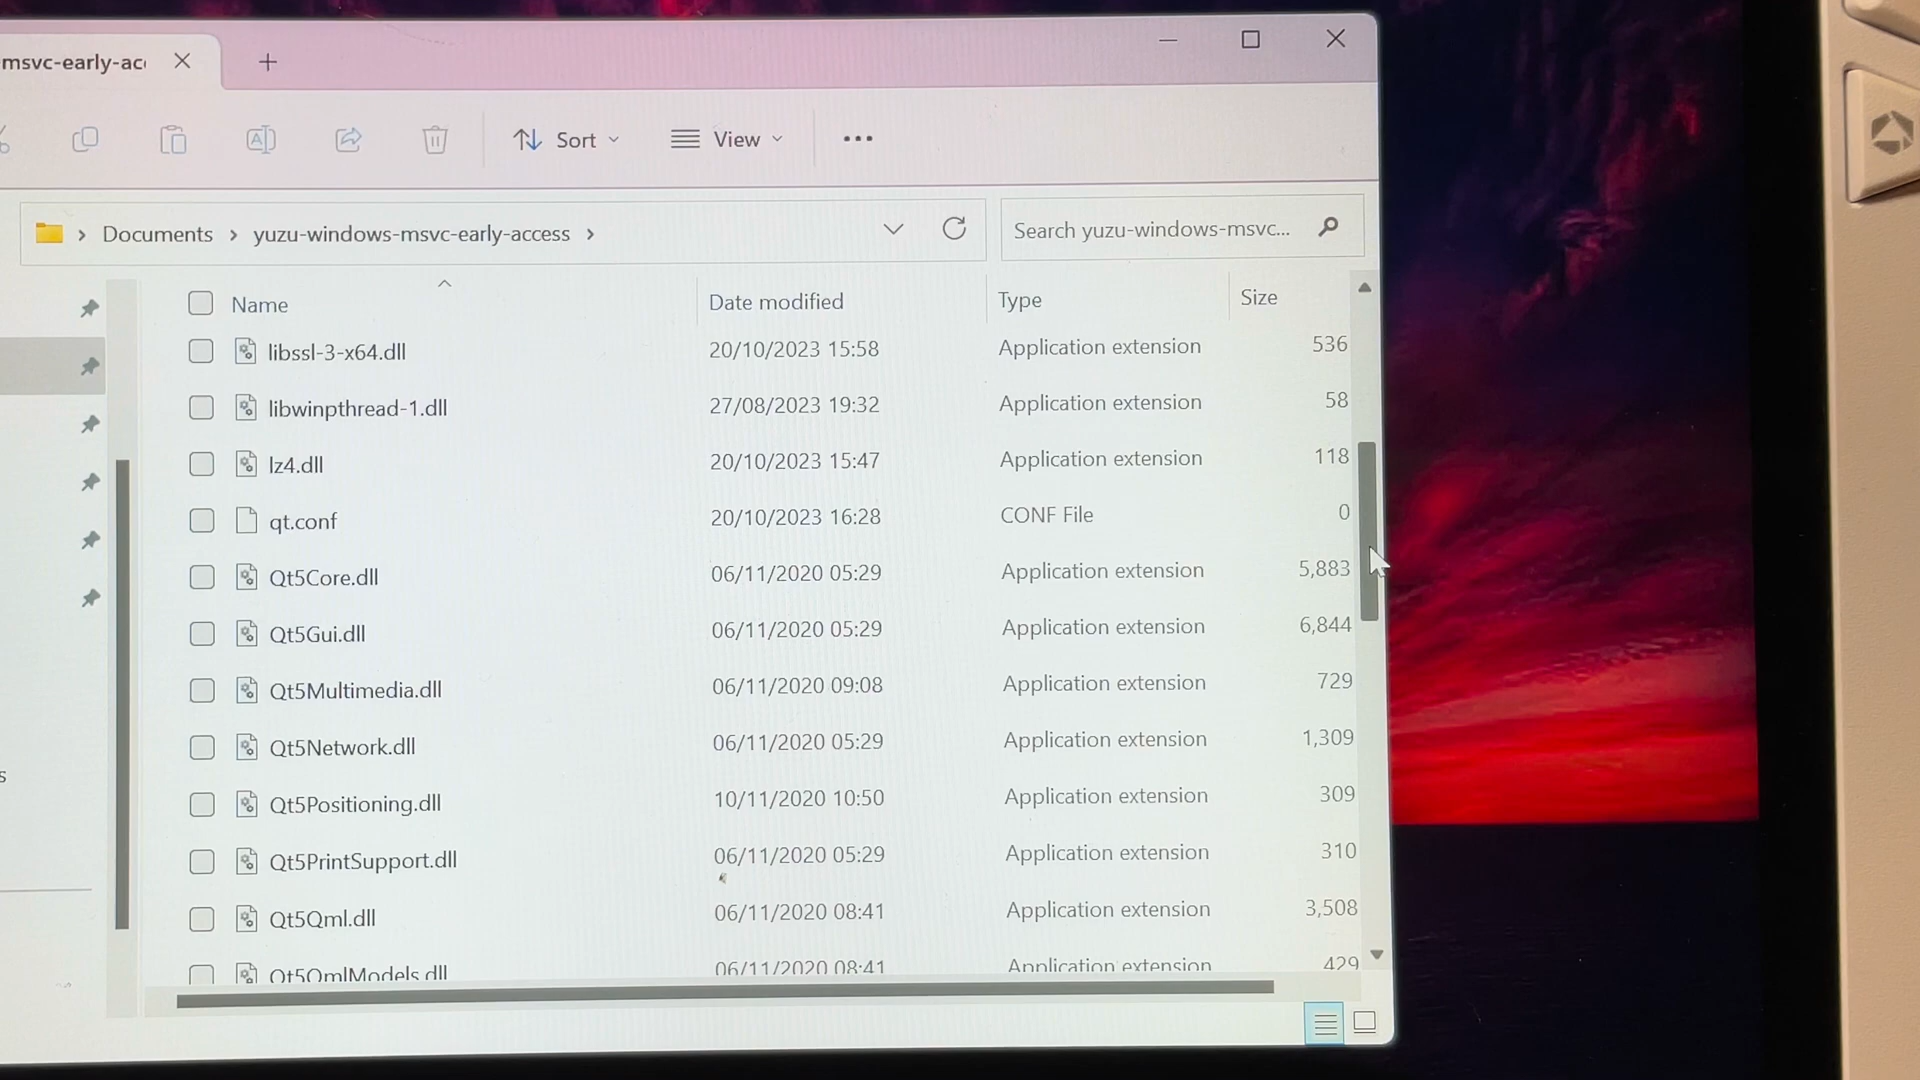 msvc-early-ac
Sort
View
Documents > yuzu-windows-msvc-early-access >
Search yuzu-windows-msvc...
Name Date modified Type Size
libssl-3-x64.dll 20/10/2023 15:58 Application extension 536
libwinpthread-1.dll 27/08/2023 19:32 Application extension 58
lz4.dll 20/10/2023 15:47 Application extension 118
qt.conf 20/10/2023 16:28 CONF File 0
Qt5Core.dll 06/11/2020 05:29 Application extension 5,883
Qt5Gui.dll 06/11/2020 05:29 Application extension 6,844
Qt5Multimedia.dll 06/11/2020 09:08 Application extension 729
Qt5Network.dll 06/11/2020 05:29 Application extension 1,309
Qt5Positioning.dll 10/11/2020 10:50 Application extension 309
Qt5PrintSupport.dll 06/11/2020 05:29 Application extension 310
Qt5Qml.dll 06/11/2020 08:41 Application extension 3,508
Qt5QmlModels.dll 06/11/2020 08:41 Application extension 429
s